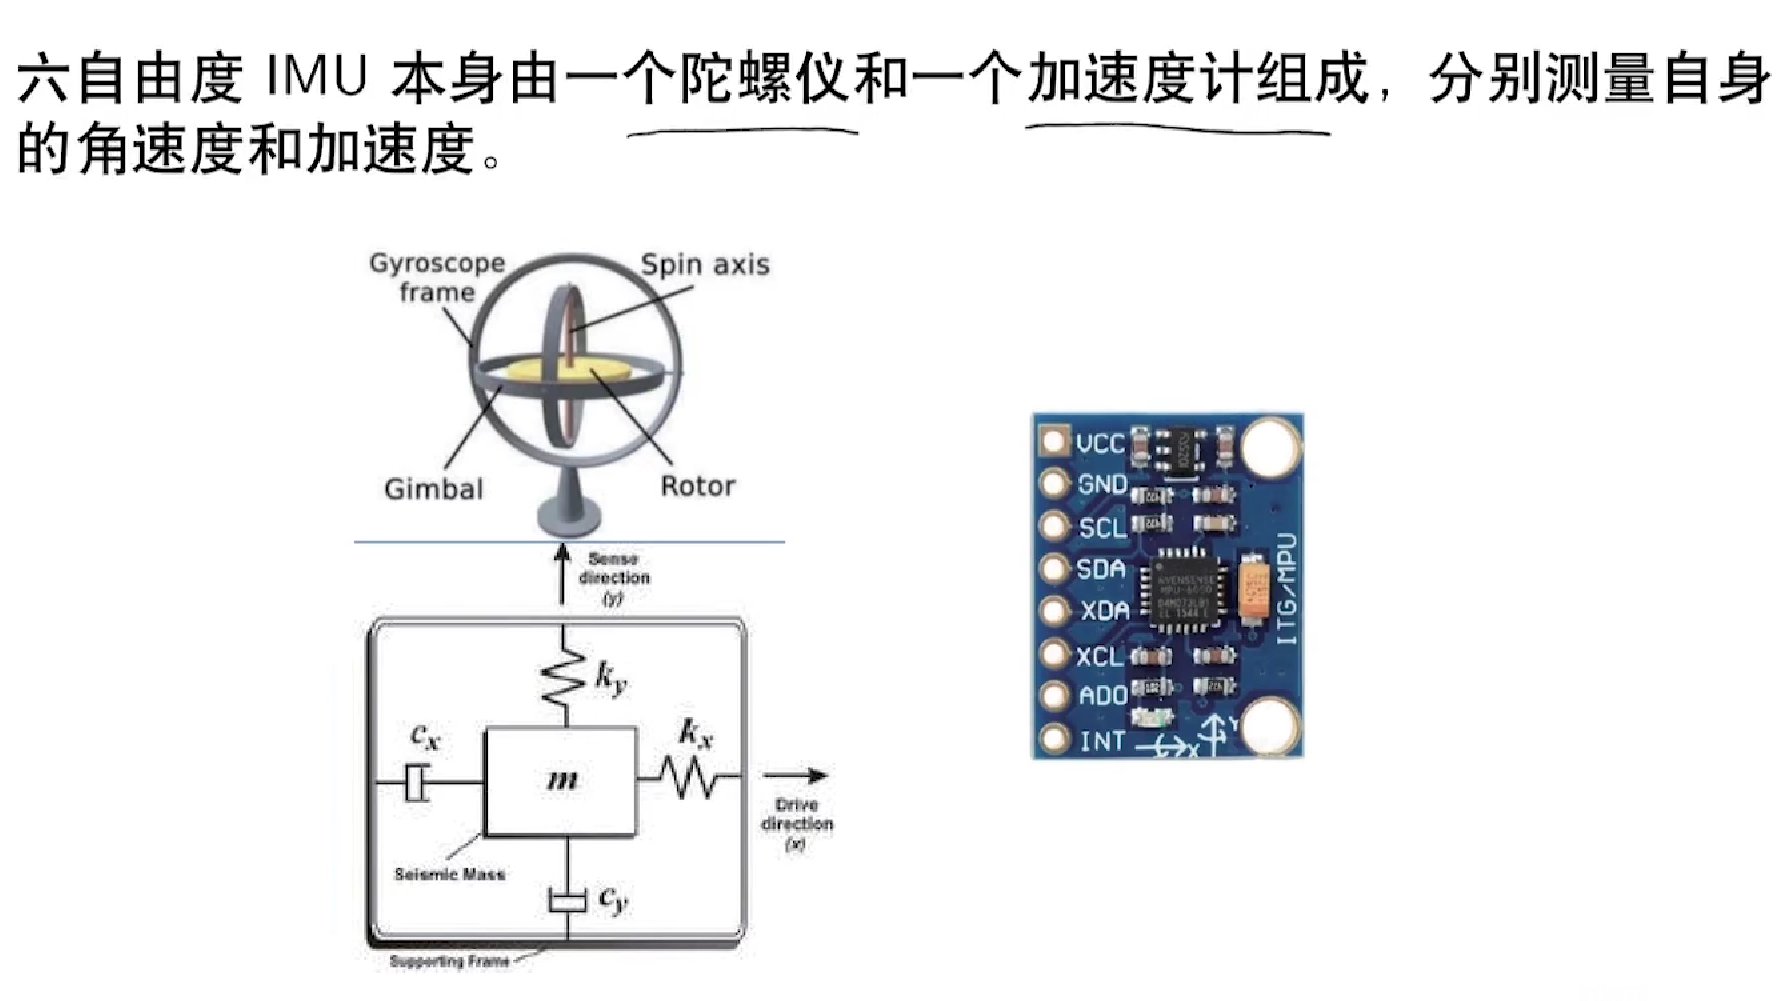 六自由度 IMU 本身由一个陀螺仪和一个加速度计组成，分别测量自身
的角速度和加速度。
Gyroscope
frame
Spin axis
Gimbal
Rotor
Sense
direction
(y)
k_y
c_x
k_x
m
Drive
direction
(x)
Seismic Mass
c_y
Supporting Frame
VCC
GND
SCL
SDA
XDA
XCL
ADO
INT
ITG/MPU
X
Y